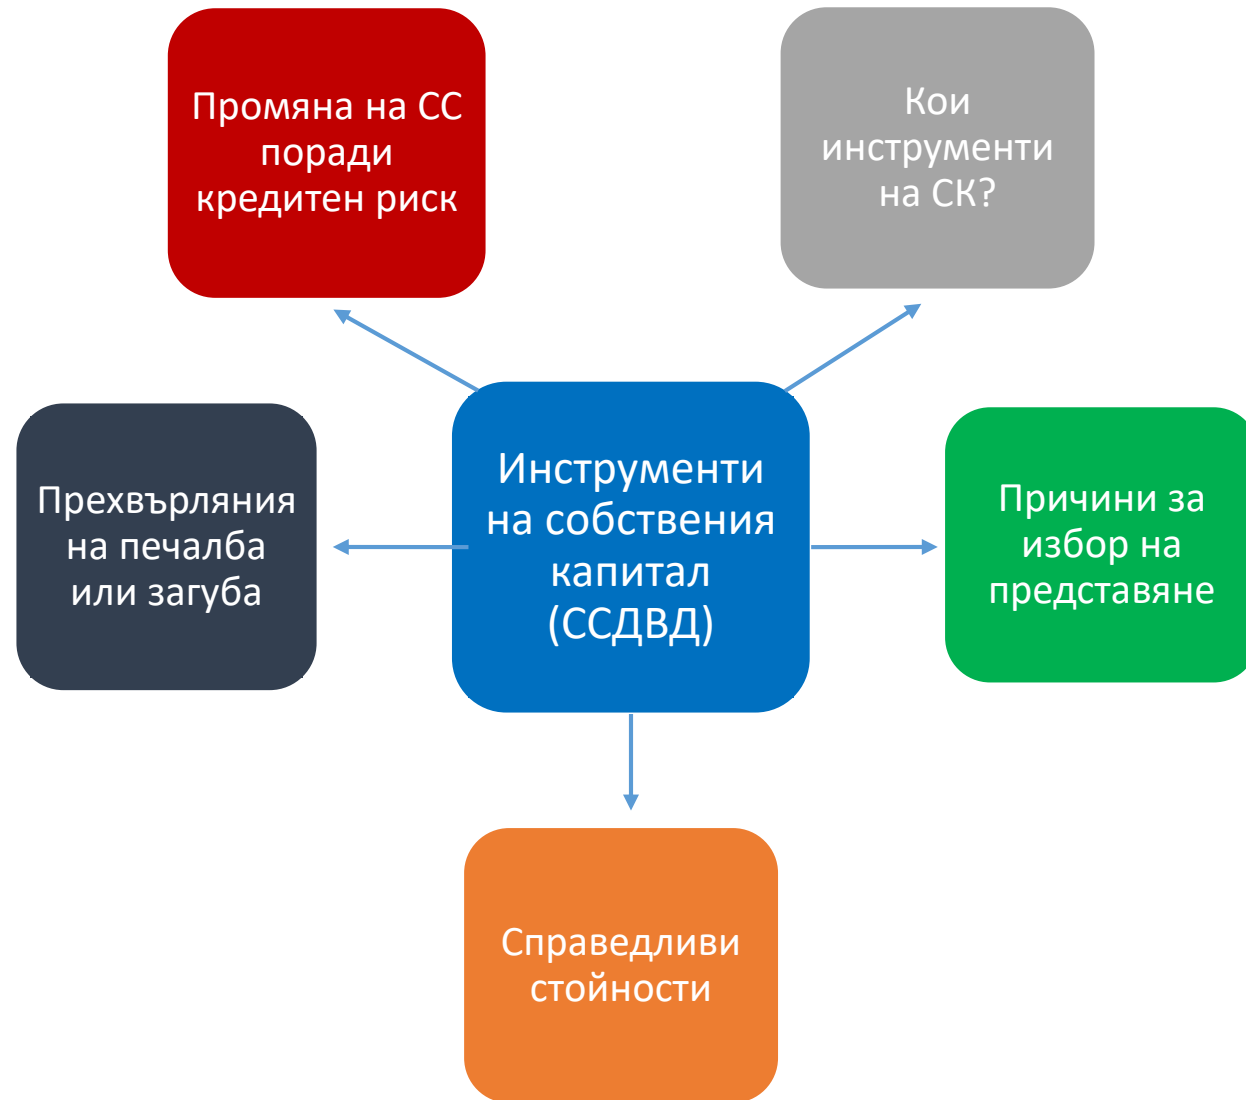 Промяна на СС
поради
кредитен риск
Кои
инструменти
на СК?
Прехвърляния
на печалба
или загуба
Инструменти
на собствения
капитал
(ССДВД)
Причини за
избор на
представяне
Справедливи
стойности